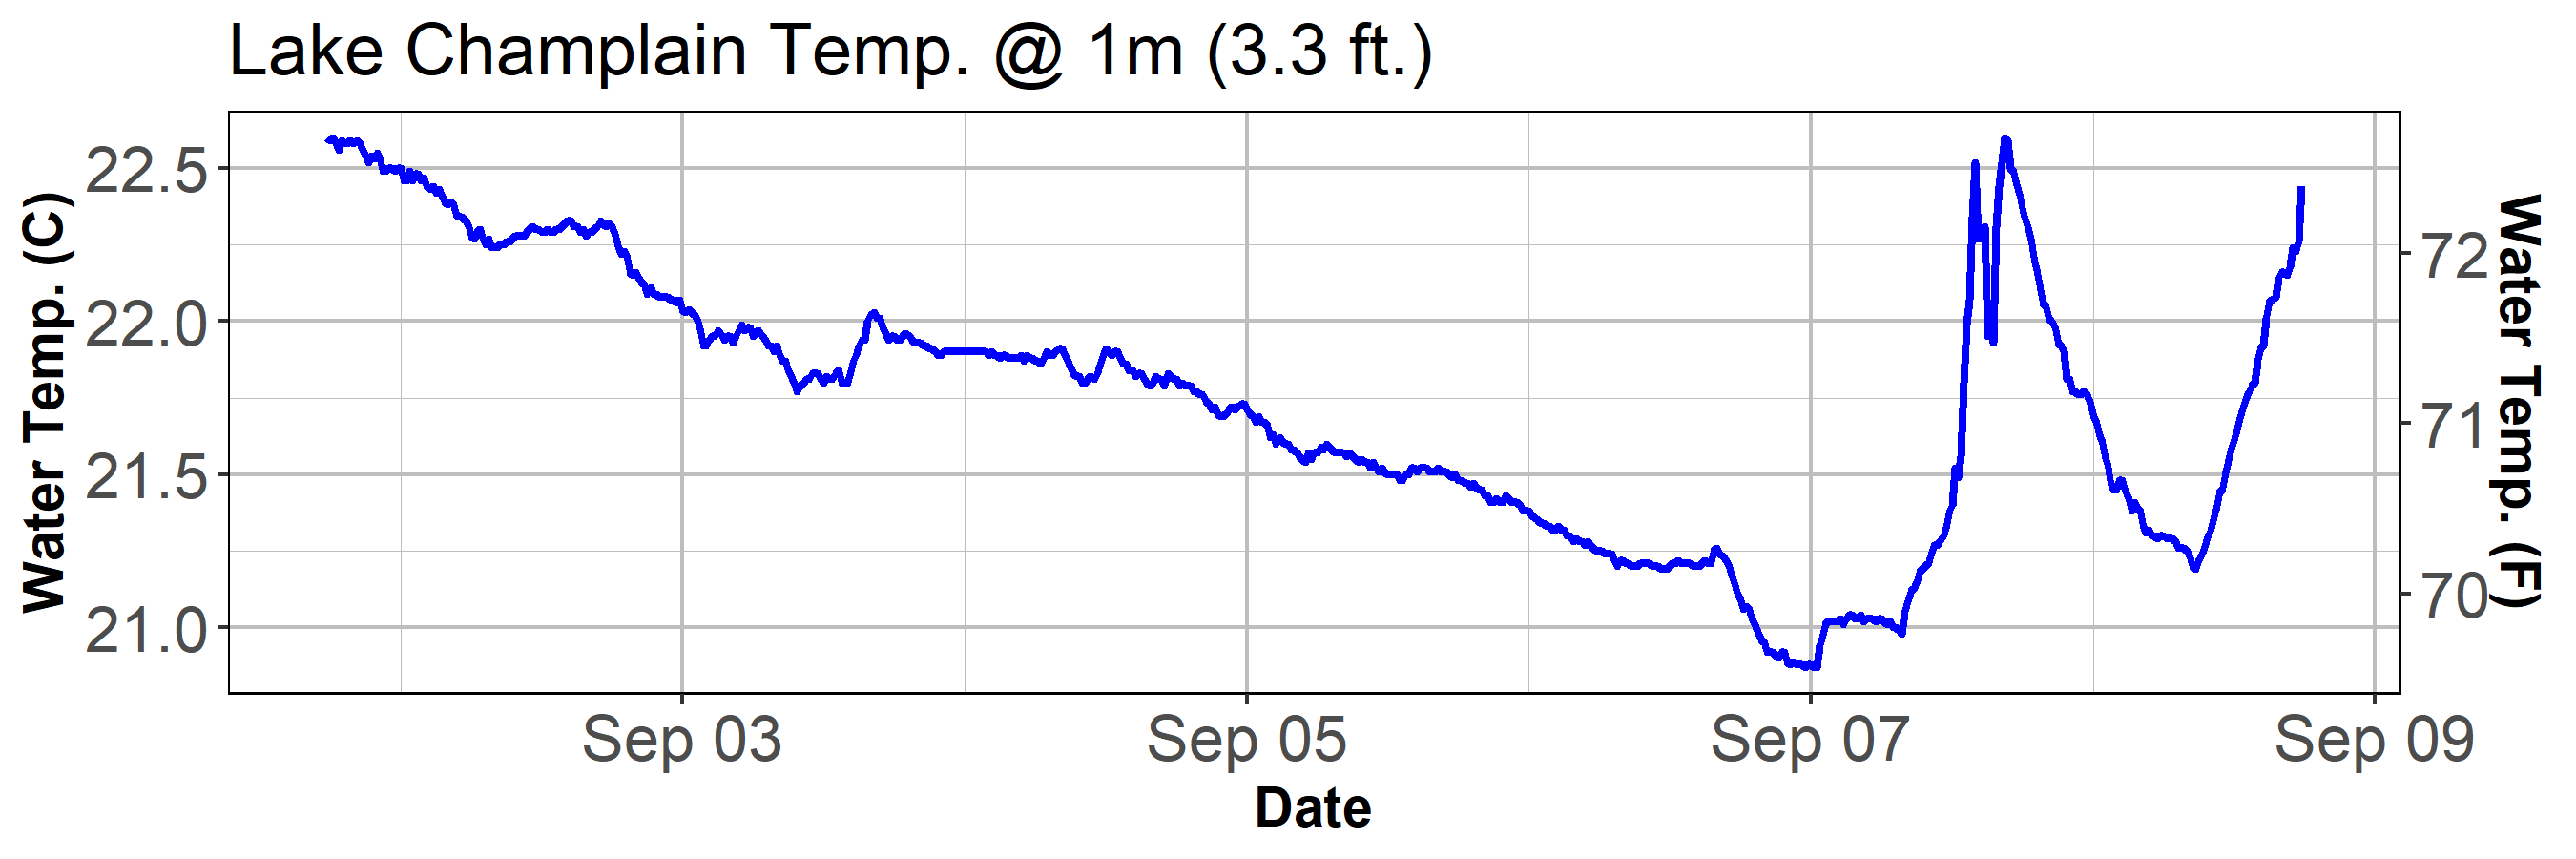 Lake Champlain Temp. @ 1m (3.3 ft.)
Water Temp. (C)
22.5
22.0
21.5
21.0
72
71
70
Water Temp. (F)
Sep 03
Sep 05
Sep 07
Sep 09
Date